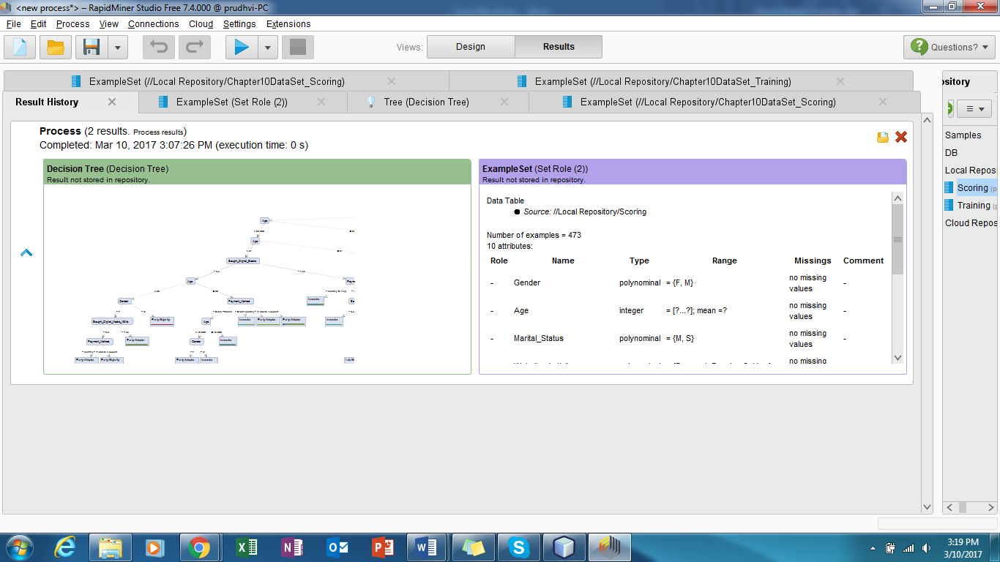 <new process*> – RapidMiner Studio Free 7.4.000 @ prudhvi-PC
File Edit Process View Connections Cloud Settings Extensions
Views: Design Results Questions?
ExampleSet (//Local Repository/Chapter10DataSet_Scoring) ExampleSet (//Local Repository/Chapter10DataSet_Training)
Result History ExampleSet (Set Role (2)) Tree (Decision Tree) ExampleSet (//Local Repository/Chapter10DataSet_Scoring)
Process (2 results. Process results)
Completed: Mar 10, 2017 3:07:26 PM (execution time: 0 s)
Decision Tree (Decision Tree)
Result not stored in repository.
Age
Age
Bought_Digital_Books
Age
Gender Payment_Method
Bought_Digital_Media_18Mo Early Majority Age Innovator Early Adopter Early Adopter Innovator
Payment_Method Early Adopter Gender Innovator
Early Adopter Early Majority Early Adopter Innovator
ExampleSet (Set Role (2))
Result not stored in repository.
Data Table
● Source: //Local Repository/Scoring
Number of examples = 473
10 attributes:
Role Name Type Range Missings Comment
- Gender polynominal = {F, M} no missing values -
- Age integer = [?...?]; mean =? no missing values -
- Marital_Status polynominal = {M, S} no missing values -
no missing
ository
Samples
DB
Local Repos
Scoring (p
Training (
Cloud Repos
3:19 PM
3/10/2017